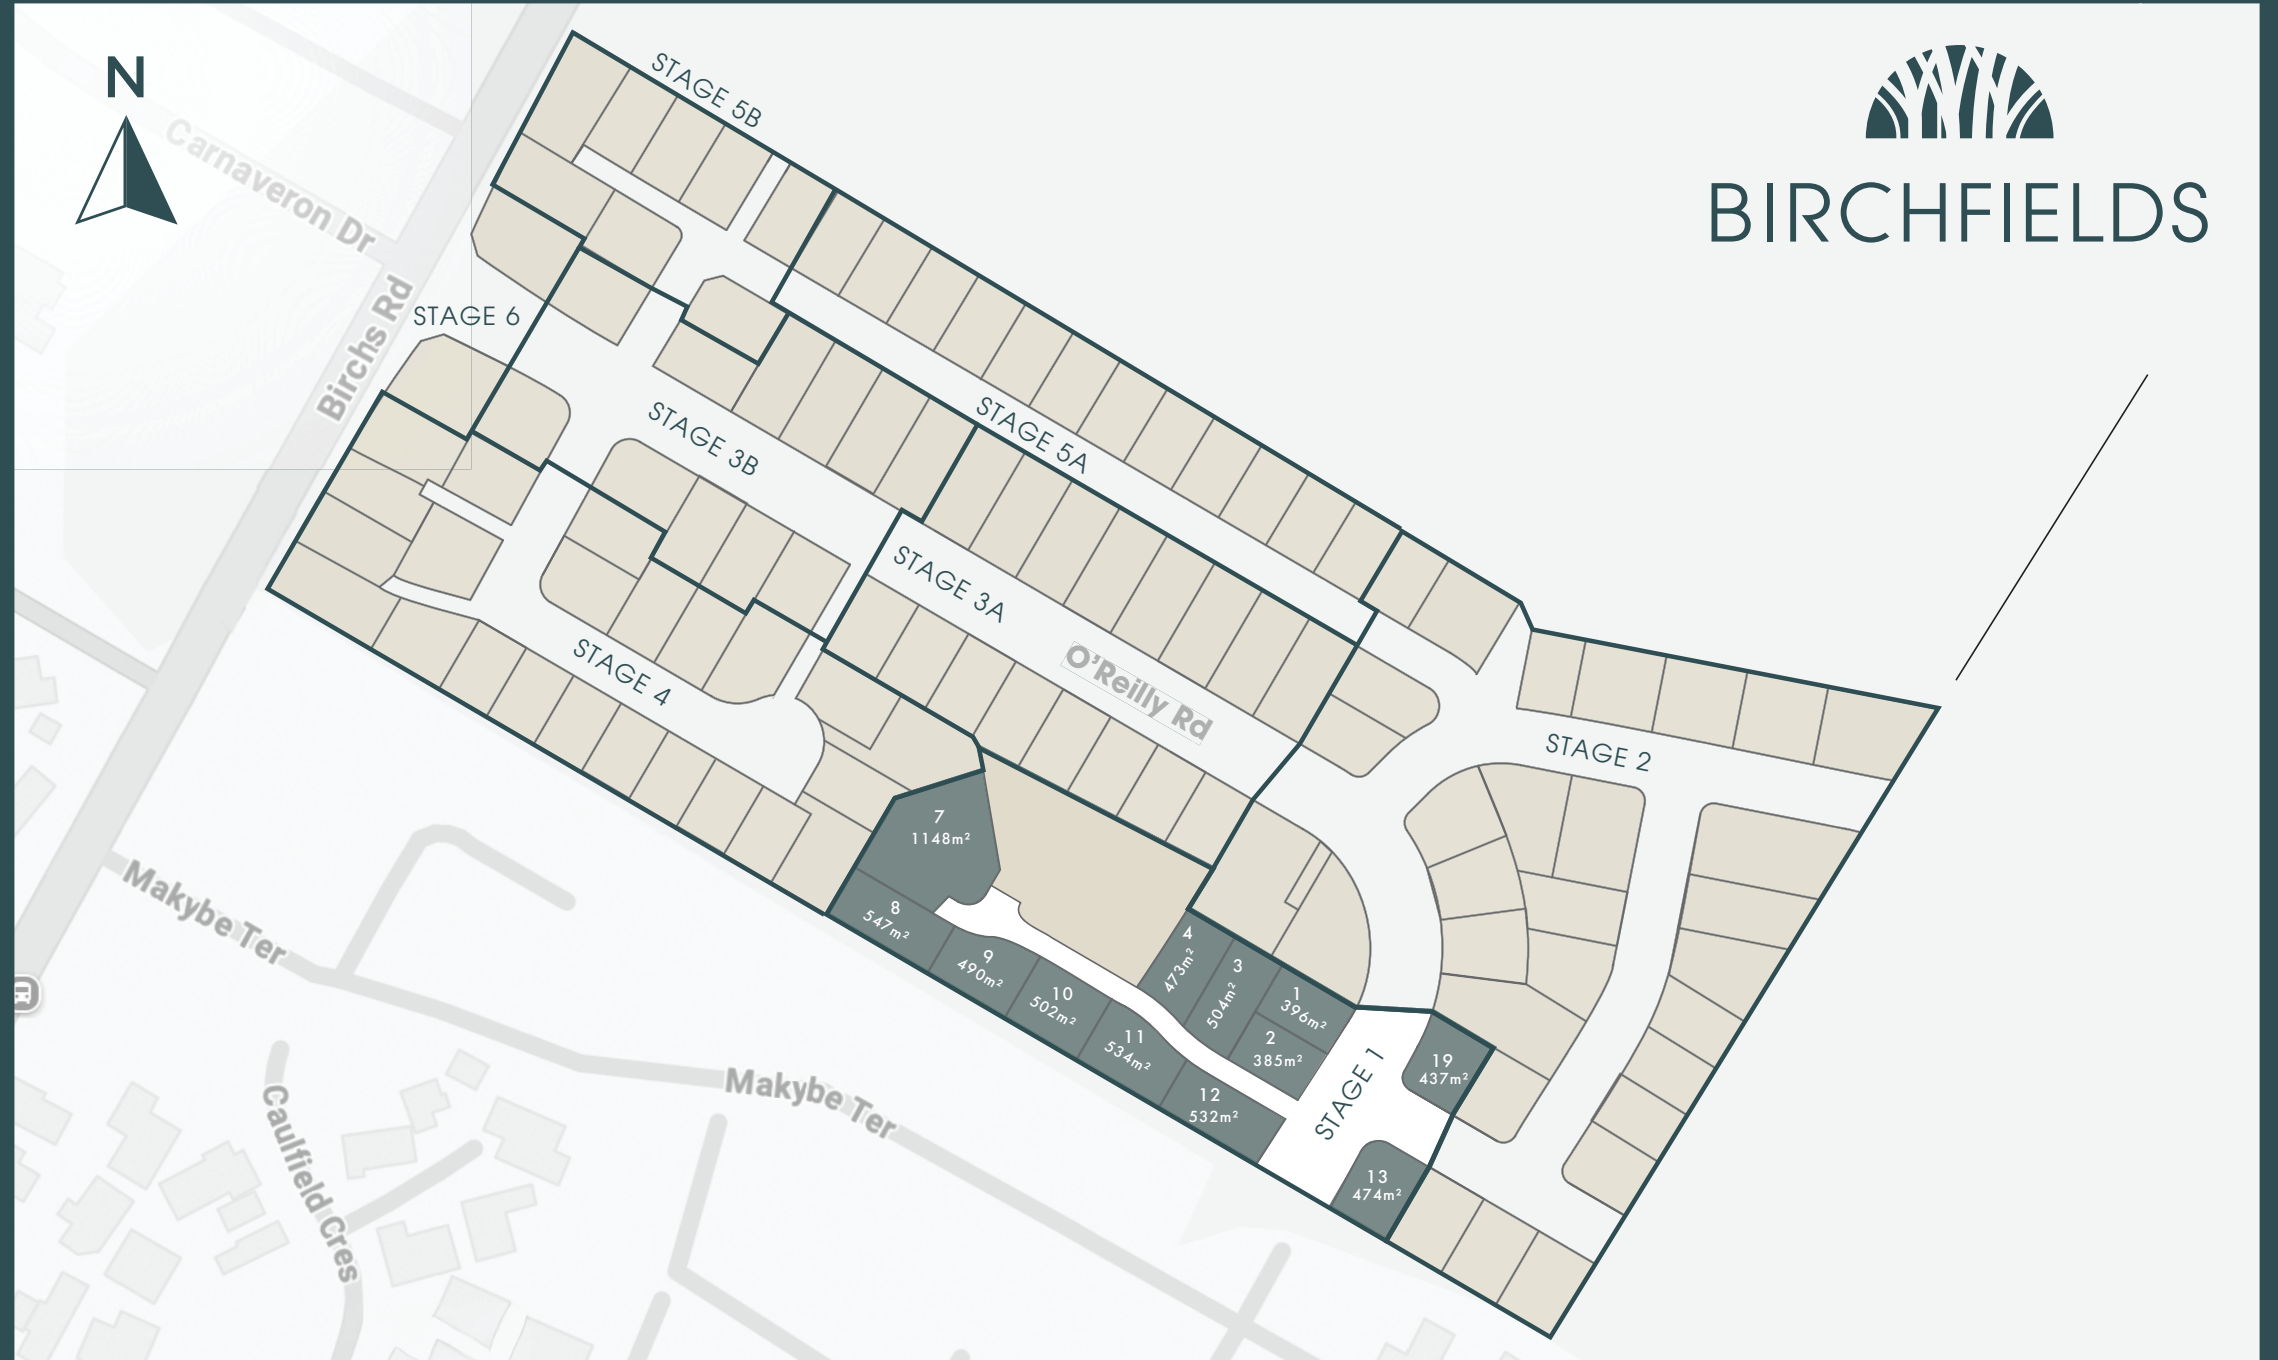 N
BIRCHFIELDS
Carnaveron Dr
Birchs Rd
STAGE 5B
STAGE 6
STAGE 3B
STAGE 5A
STAGE 3A
O'Reilly Rd
STAGE 4
STAGE 2
7
1148m²
8
547m²
9
490m²
10
502m²
11
534m²
12
532m²
4
473m²
3
504m²
1
396m²
2
385m²
STAGE 1
19
437m²
13
474m²
Makybe Ter
Makybe Ter
Caulfield Cres